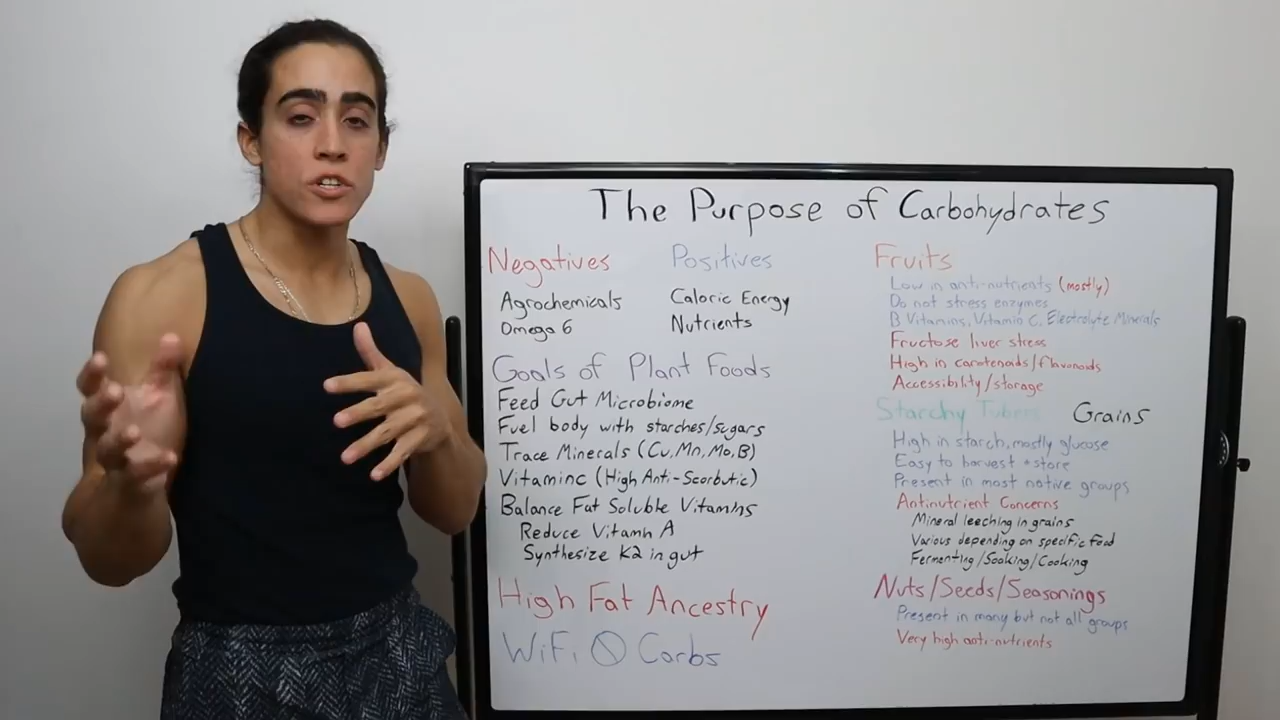 The Purpose of Carbohydrates
Negatives
Agrochemicals
Omega 6
Positives
Caloric Energy
Nutrients
Goals of Plant Foods
Feed Gut Microbiome
Fuel body with starches/sugars
Trace Minerals (Cu, Mn, Mo, B)
Vitaminc (High Anti-Scorbutic)
Balance Fat Soluble Vitamins
Reduce Vitamn A
Synthesize K2 in gut
High Fat Ancestry
WiFi Carbs
Fruits
Low in anti-nutrients (mostly)
Do not stress enzymes
B Vitamins, Vitamin C, Electrolyte Minerals
Fructose liver stress
High in carotenoids/flavonoids
Accessibility/storage
Starchy Tubers Grains
High in starch, mostly glucose
Easy to harvest + store
Present in most native groups
Antinutrient Concerns
Mineral leeching in grains
Various depending on specific food
Fermenting/Soaking/Cooking
Nuts/Seeds/Seasonings
Present in many but not all groups
Very high anti-nutrients